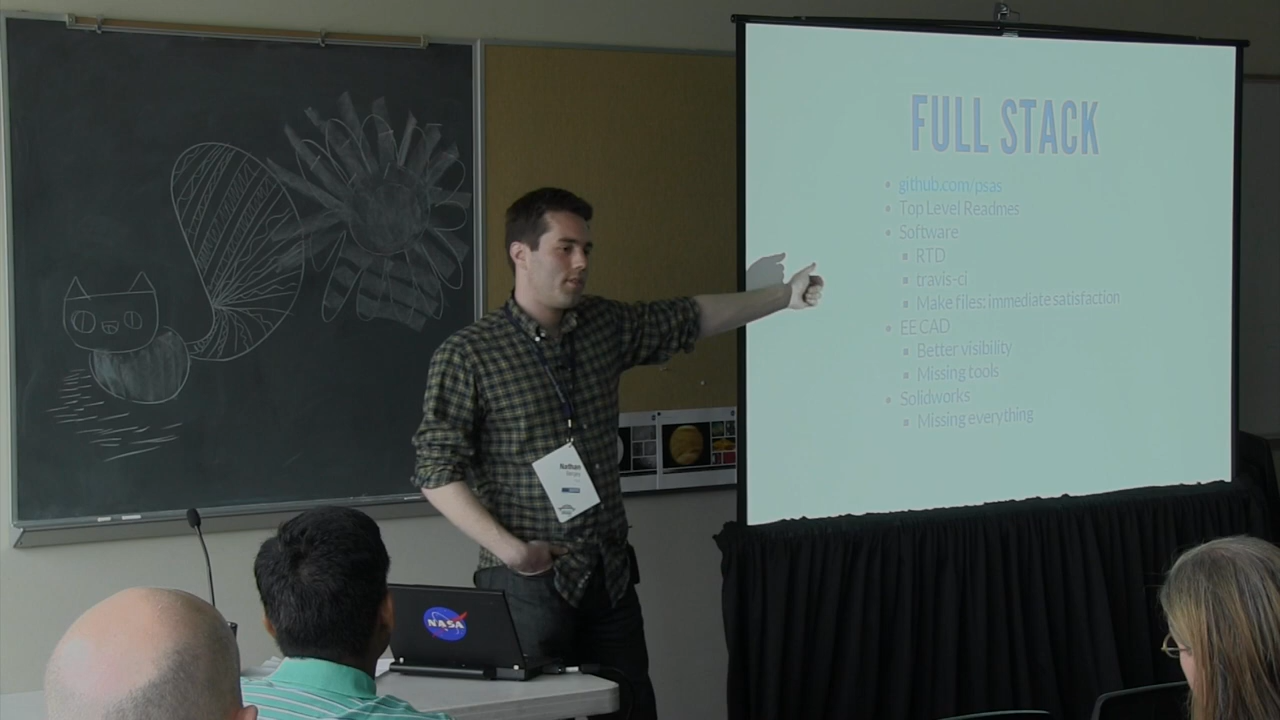 FULL STACK
github.com/psas
Top Level Readmes
Software
RTD
travis-ci
Make files: immediate satisfaction
EE CAD
Better visibility
Missing tools
Solidworks
Missing everything
Nathan
NASA